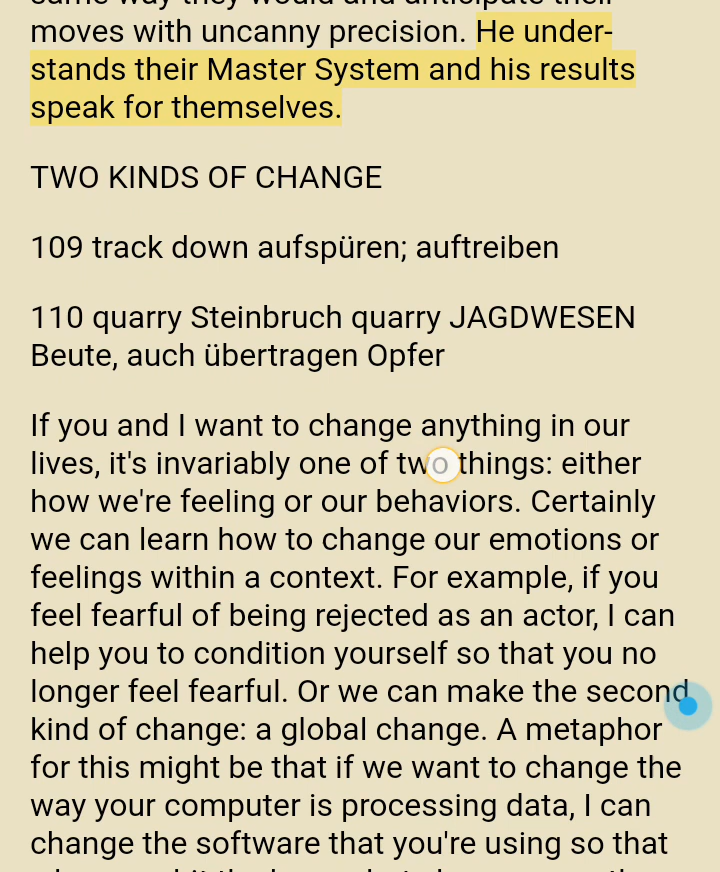 moves with uncanny precision. He under-
stands their Master System and his results
speak for themselves.
TWO KINDS OF CHANGE
109 track down aufspüren; auftreiben
110 quarry Steinbruch quarry JAGDWESEN
Beute, auch übertragen Opfer
If you and I want to change anything in our
lives, it's invariably one of two things: either
how we're feeling or our behaviors. Certainly
we can learn how to change our emotions or
feelings within a context. For example, if you
feel fearful of being rejected as an actor, I can
help you to condition yourself so that you no
longer feel fearful. Or we can make the second
kind of change: a global change. A metaphor
for this might be that if we want to change the
way your computer is processing data, I can
change the software that you're using so that